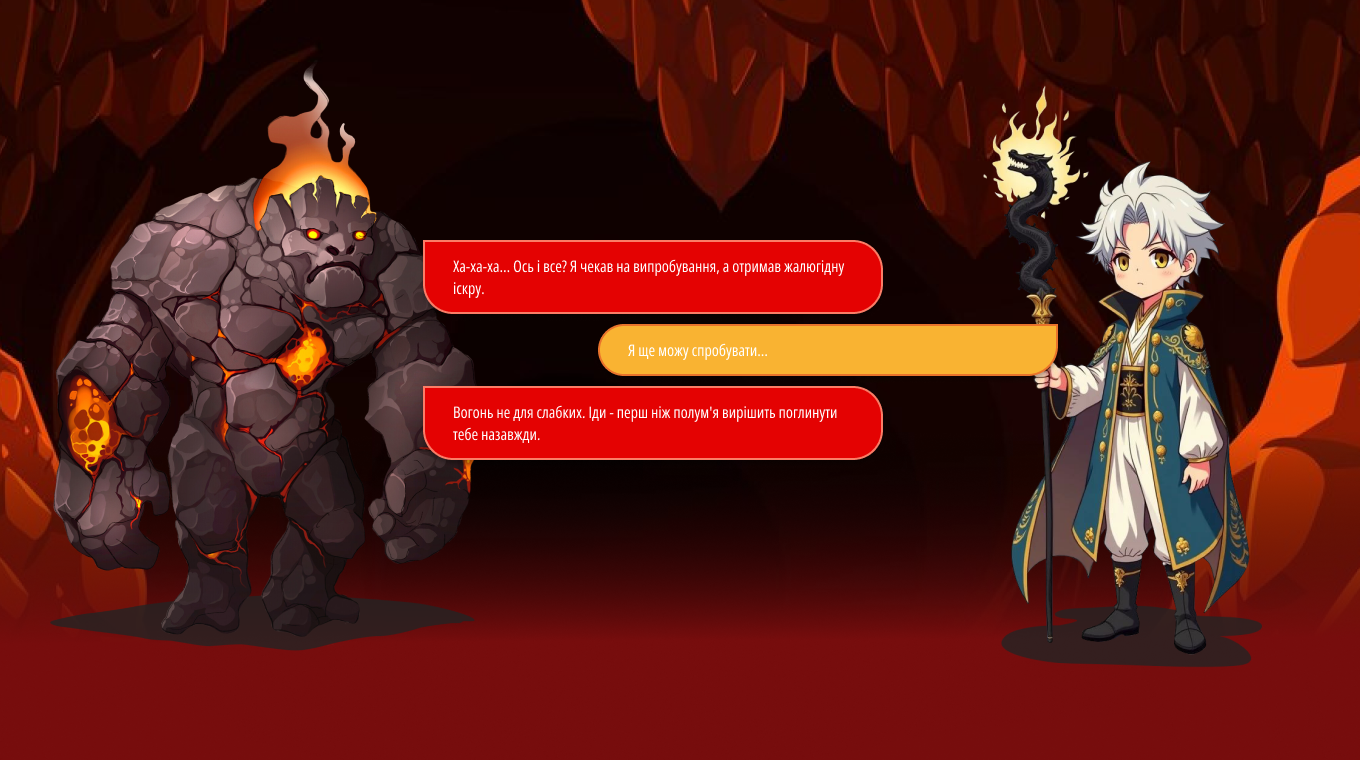 Ха-ха-ха... Ось і все? Я чекав на випробування, а отримав жалюгідну
іскру.
Я ще можу спробувати...
Вогонь не для слабких. Іди - перш ніж полум'я вирішить поглинути
тебе назавжди.